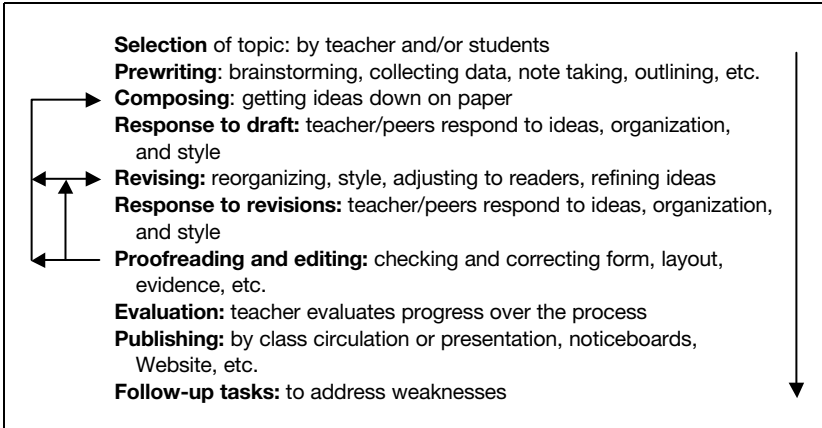 Selection of topic: by teacher and/or students
Prewriting: brainstorming, collecting data, note taking, outlining, etc.
Composing: getting ideas down on paper
Response to draft: teacher/peers respond to ideas, organization,
and style
Revising: reorganizing, style, adjusting to readers, refining ideas
Response to revisions: teacher/peers respond to ideas, organization,
and style
Proofreading and editing: checking and correcting form, layout,
evidence, etc.
Evaluation: teacher evaluates progress over the process
Publishing: by class circulation or presentation, noticeboards,
Website, etc.
Follow-up tasks: to address weaknesses